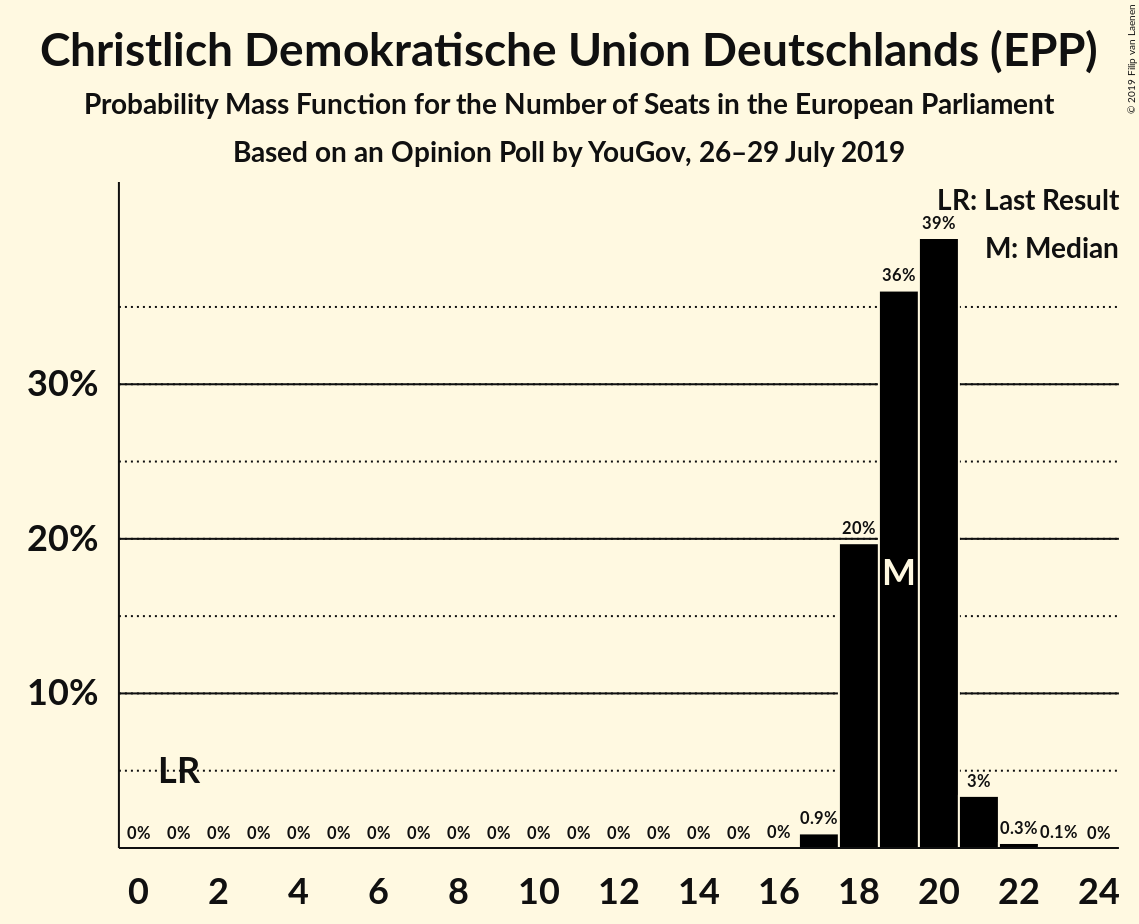 Christlich Demokratische Union Deutschlands (EPP)
Probability Mass Function for the Number of Seats in the European Parliament
Based on an Opinion Poll by YouGov, 26–29 July 2019
© 2019 Filip van Laenen
LR: Last Result
M: Median
39%
36%
30%
20%
20%
M
10%
LR
3%
0% 0% 0% 0% 0% 0% 0% 0% 0% 0% 0% 0% 0% 0% 0% 0% 0% 0.9% 0.3% 0.1% 0%
0 2 4 6 8 10 12 14 16 18 20 22 24